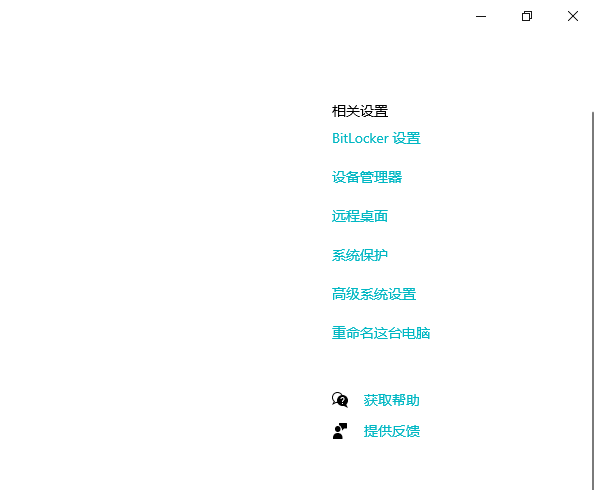 相关设置
BitLocker 设置
设备管理器
远程桌面
系统保护
高级系统设置
重命名这台电脑
获取帮助
提供反馈